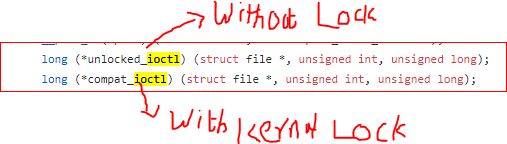 Without Lock
long (*unlocked_ioctl) (struct file *, unsigned int, unsigned long);
long (*compat_ioctl) (struct file *, unsigned int, unsigned long);
With Kernel Lock